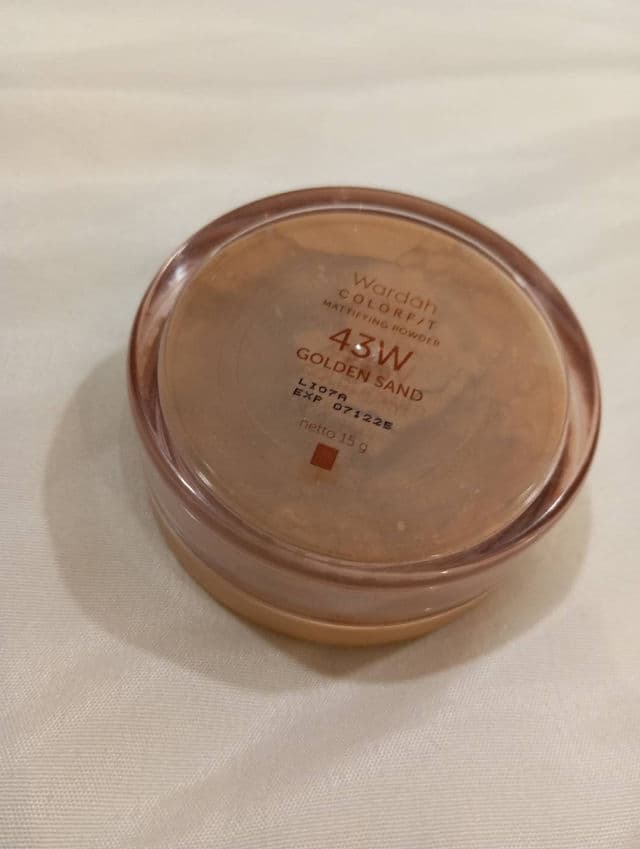 Wardah
COLORFIT
MATTIFYING POWDER
43W
GOLDEN SAND
LI07A
EXP 071225
netto 15 g